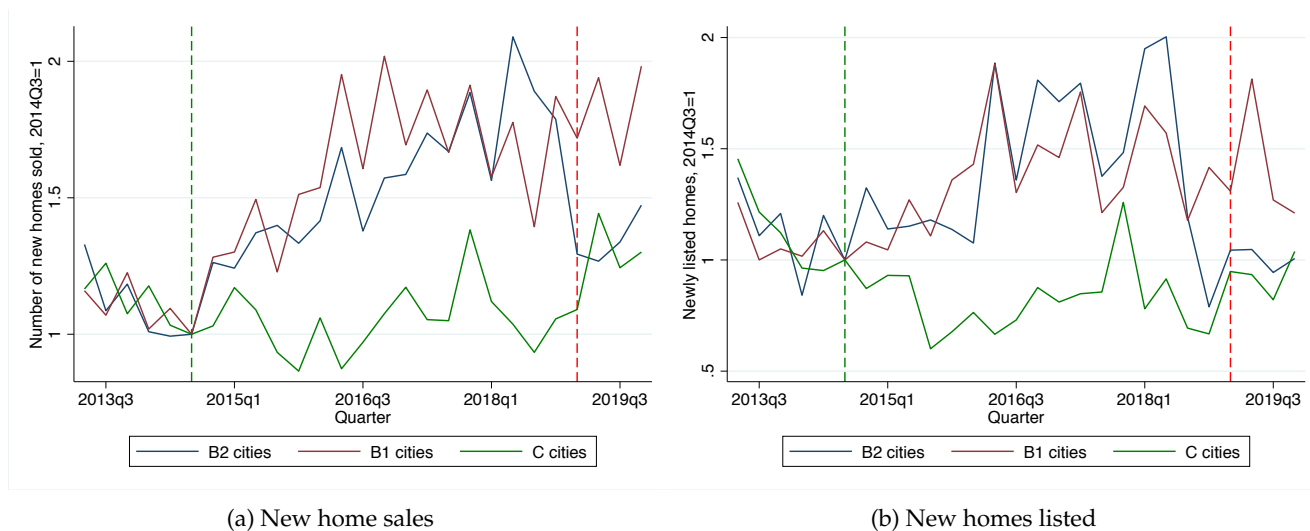 Number of new homes sold, 2014Q3=1
2
1.5
1
2013q3 2015q1 2016q3 2018q1 2019q3
Quarter
B2 cities B1 cities C cities
(a) New home sales
Newly listed homes, 2014Q3=1
2
1.5
1
.5
2013q3 2015q1 2016q3 2018q1 2019q3
Quarter
B2 cities B1 cities C cities
(b) New homes listed